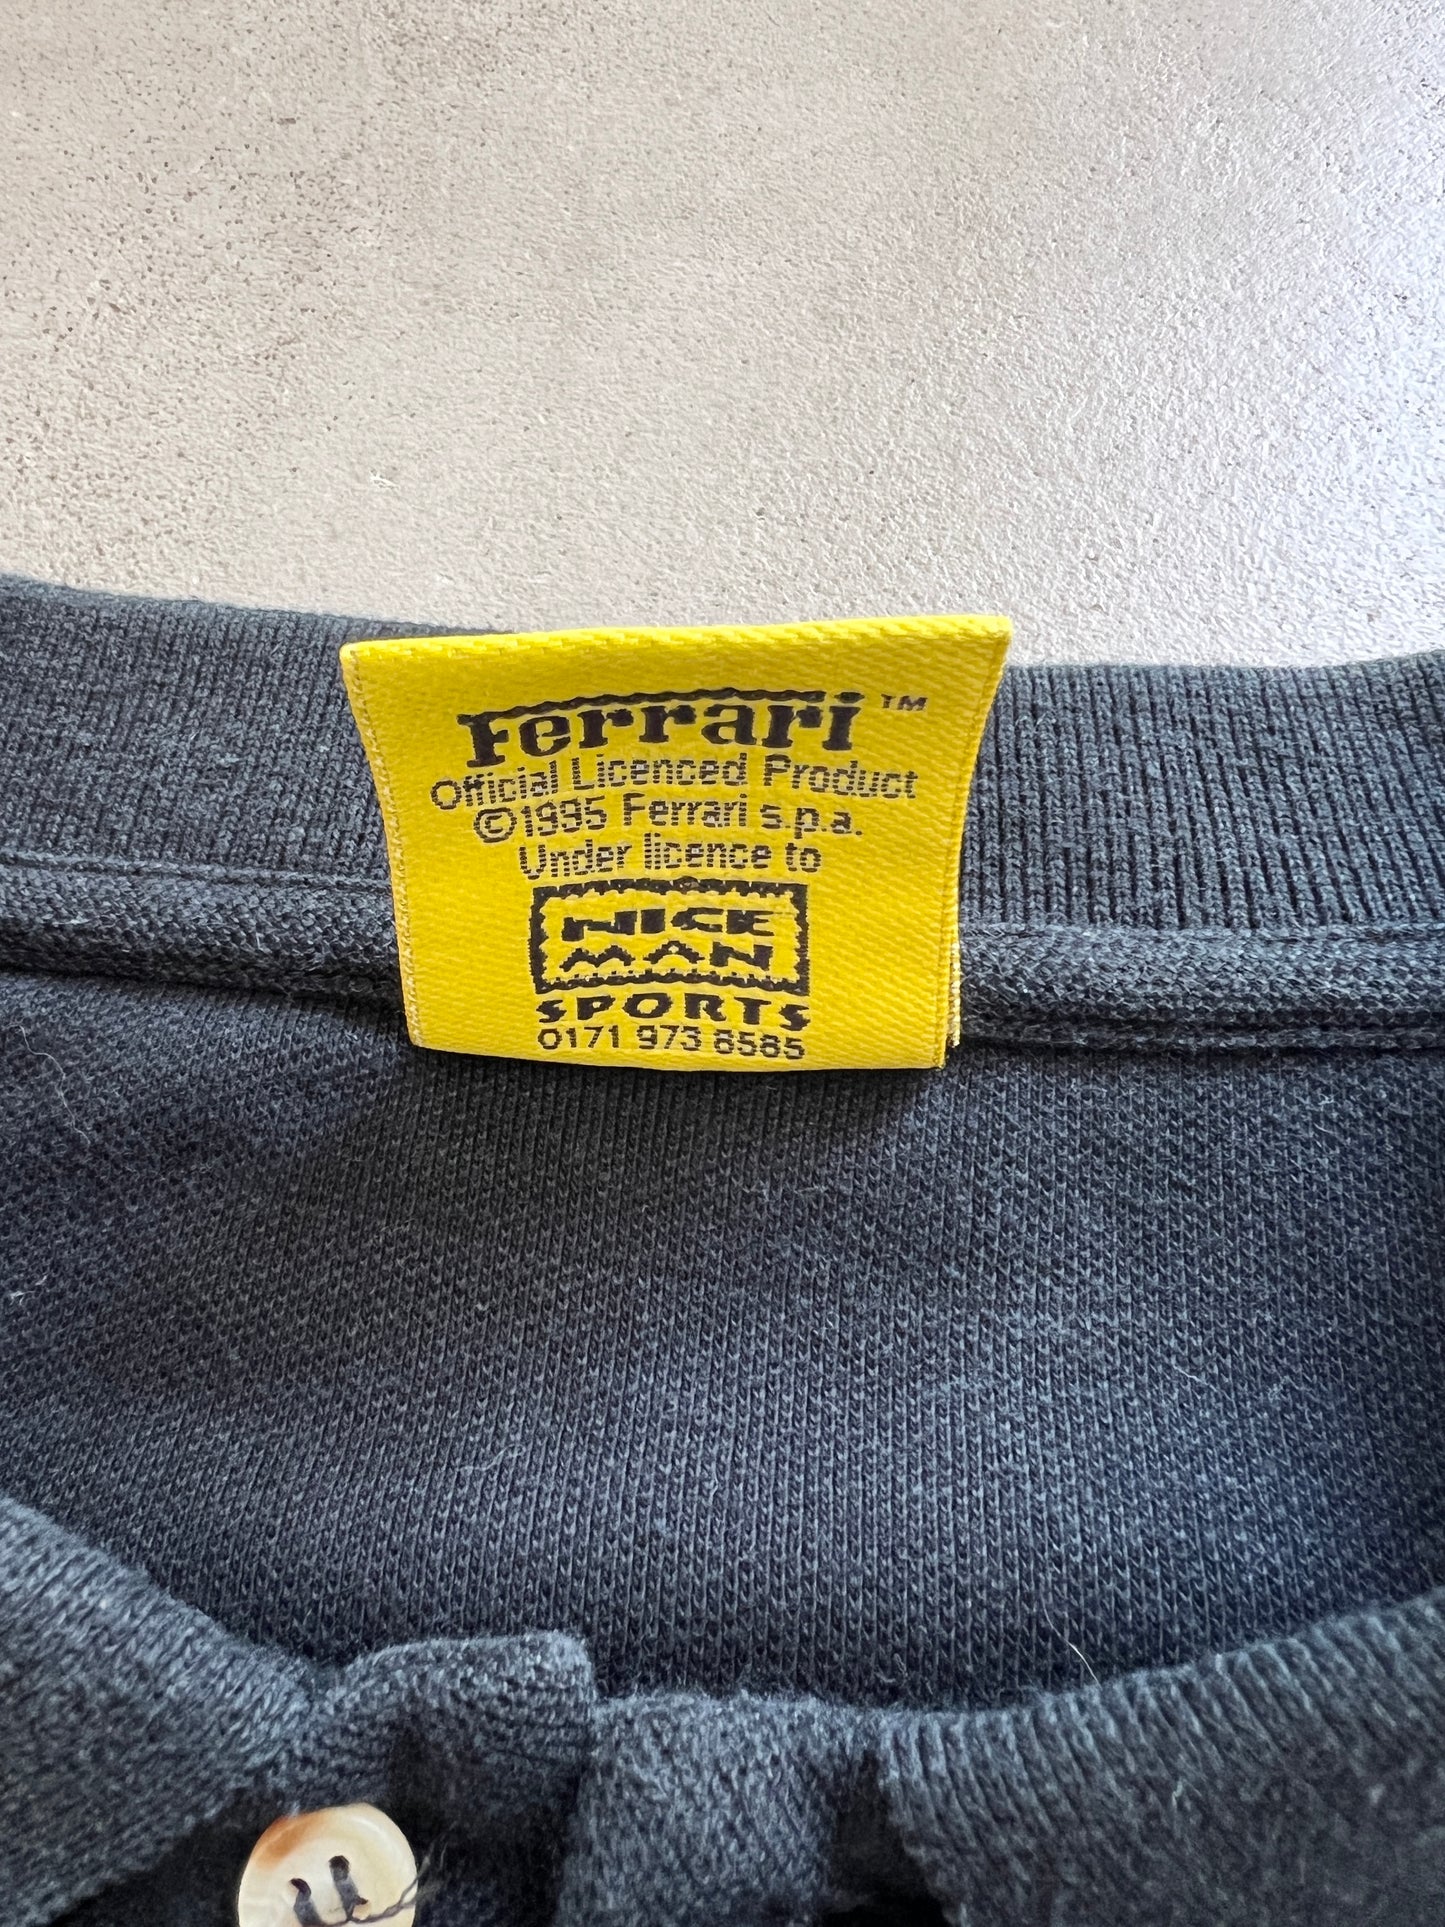 Ferrari™
Official Licenced Product
©1995 Ferrari s.p.a.
Under licence to
NICE
MAN
SPORTS
0171 973 8585